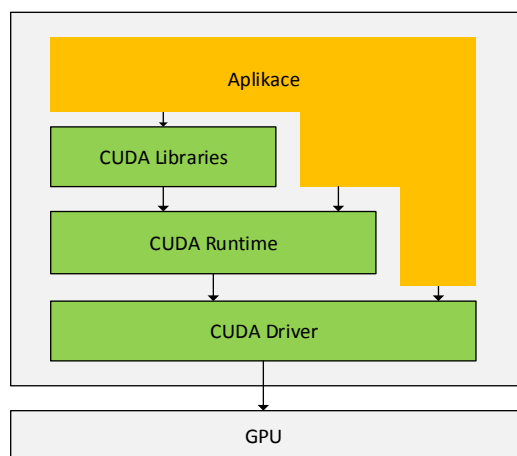 Aplikace
CUDA Libraries
CUDA Runtime
CUDA Driver
GPU